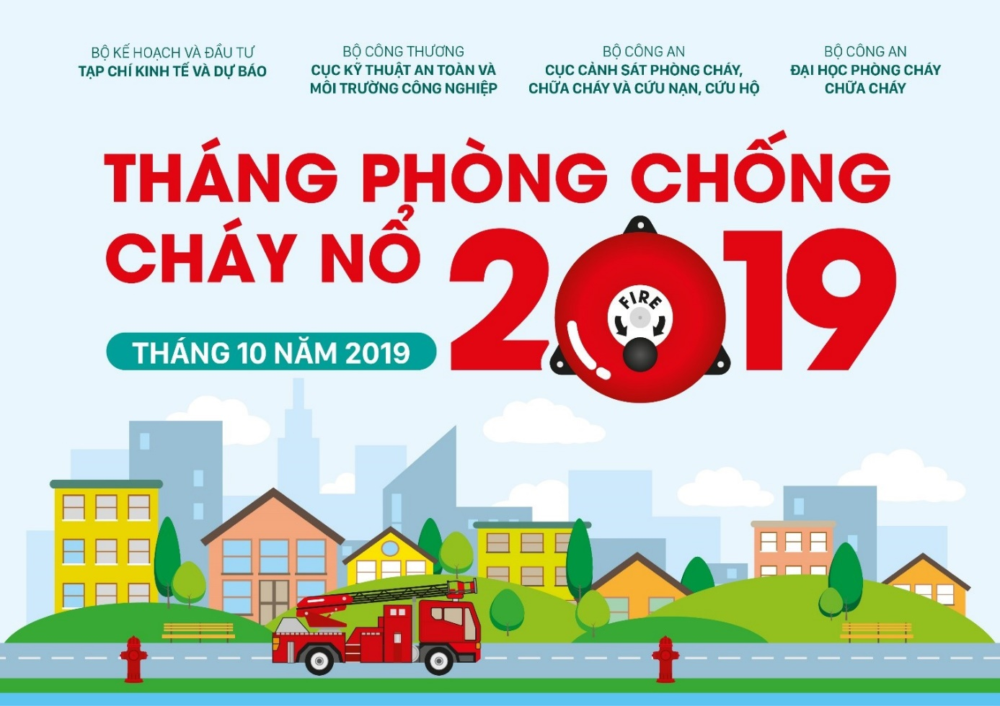 BỘ KẾ HOẠCH VÀ ĐẦU TƯ
TẠP CHÍ KINH TẾ VÀ DỰ BÁO
BỘ CÔNG THƯƠNG
CỤC KỸ THUẬT AN TOÀN VÀ
MÔI TRƯỜNG CÔNG NGHIỆP
BỘ CÔNG AN
CỤC CẢNH SÁT PHÒNG CHÁY,
CHỮA CHÁY VÀ CỨU NẠN, CỨU HỘ
BỘ CÔNG AN
ĐẠI HỌC PHÒNG CHÁY
CHỮA CHÁY
THÁNG PHÒNG CHỐNG
CHÁY NỔ 2019
FIRE
THÁNG 10 NĂM 2019